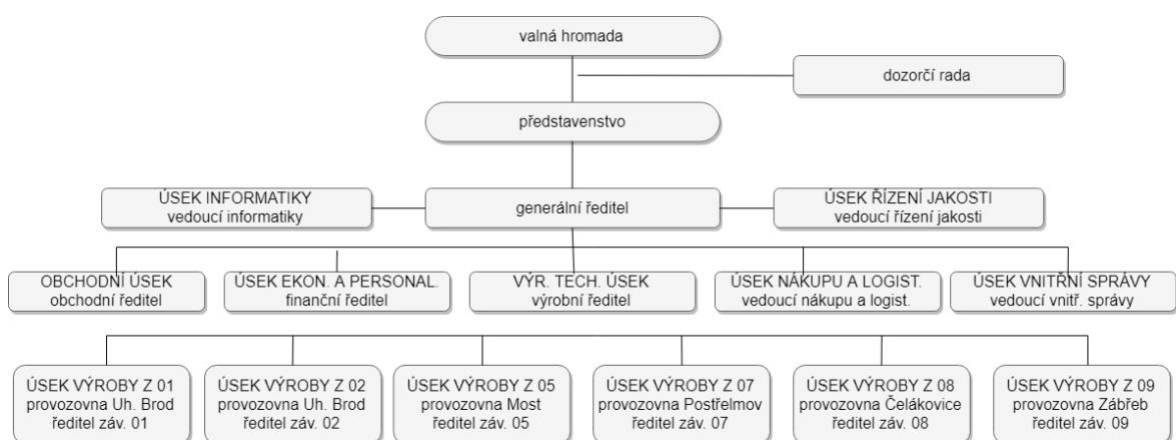 valná hromada
dozorčí rada
představenstvo
ÚSEK INFORMATIKY
vedoucí informatiky
generální ředitel
ÚSEK ŘÍZENÍ JAKOSTI
vedoucí řízení jakosti
OBCHODNÍ ÚSEK
obchodní ředitel
ÚSEK EKON. A PERSONAL.
finanční ředitel
VÝR. TECH. ÚSEK
výrobní ředitel
ÚSEK NÁKUPU A LOGIST.
vedoucí nákupu a logist.
ÚSEK VNITŘNÍ SPRÁVY
vedoucí vnitř. správy
ÚSEK VÝROBY Z 01
provozovna Uh. Brod
ředitel záv. 01
ÚSEK VÝROBY Z 02
provozovna Uh. Brod
ředitel záv. 02
ÚSEK VÝROBY Z 05
provozovna Most
ředitel záv. 05
ÚSEK VÝROBY Z 07
provozovna Postřelmov
ředitel záv. 07
ÚSEK VÝROBY Z 08
provozovna Čelákovice
ředitel záv. 08
ÚSEK VÝROBY Z 09
provozovna Zábřeb
ředitel záv. 09